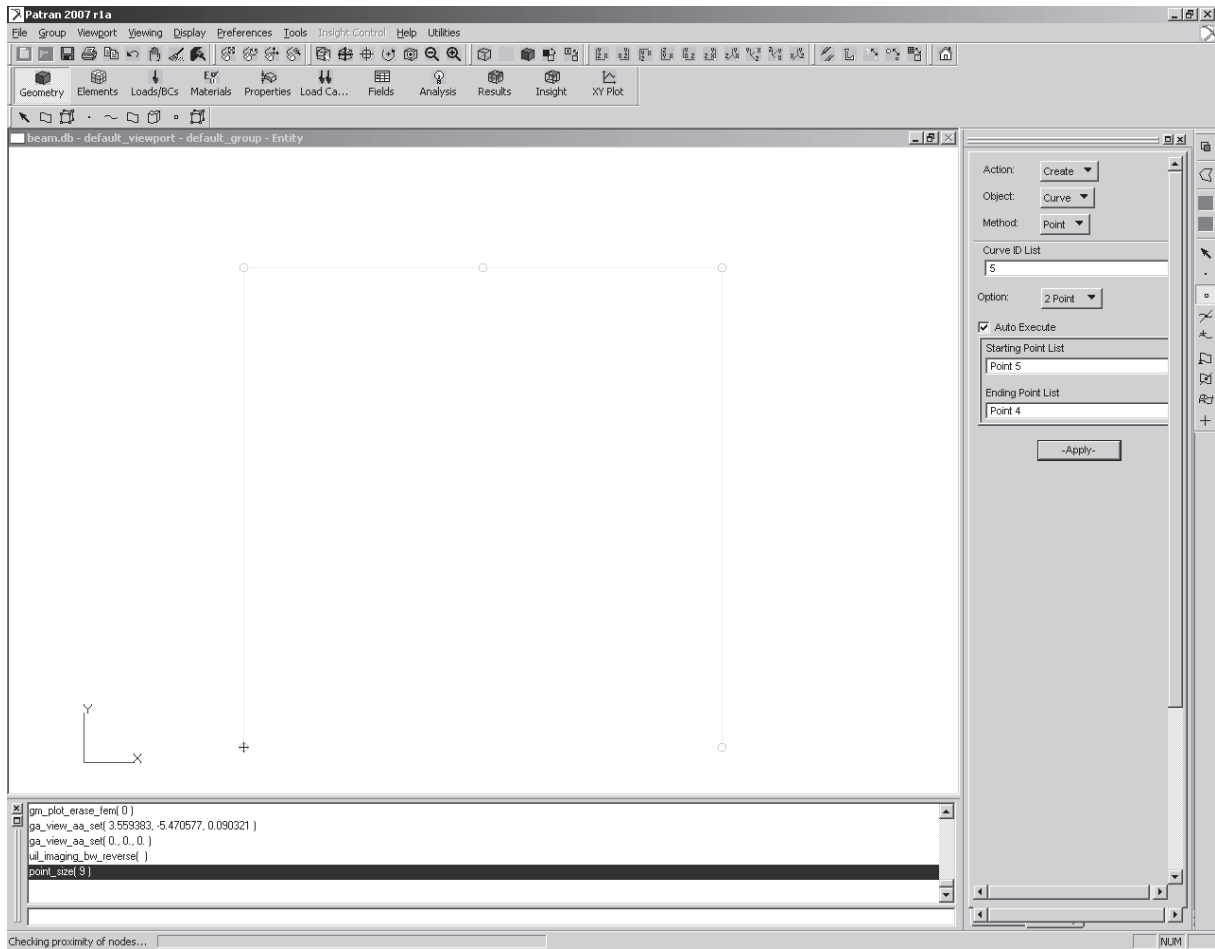 Patran 2007 r1a
File Group Viewport Viewing Display Preferences Tools Insight Control Help Utilities
Geometry Elements Loads/BCs Materials Properties Load Ca... Fields Analysis Results Insight XY Plot
beam.db - default_viewport - default_group - Entity
Action: Create
Object: Curve
Method: Point
Curve ID List
5
Option: 2 Point
Auto Execute
Starting Point List
Point 5
Ending Point List
Point 4
-Apply-
Y
X
gm_plot_erase_fem( 0 )
ga_view_aa_set( 3.559383, -5.470577, 0.090321 )
ga_view_aa_set( 0., 0., 0. )
uil_imaging_bw_reverse( )
point_size( 9 )
Checking proximity of nodes...
NUM